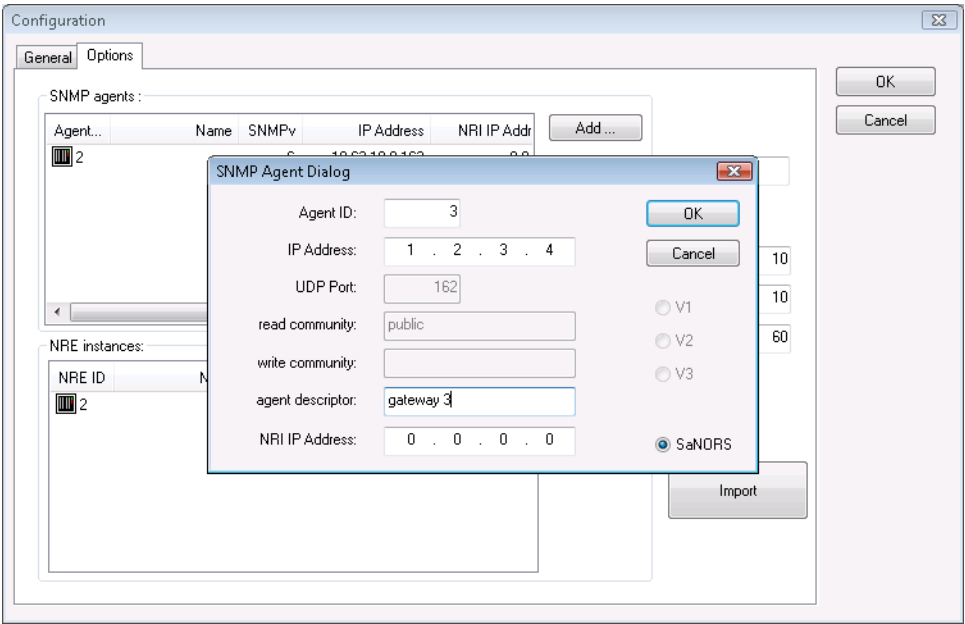 Configuration
General Options
OK
Cancel
SNMP agents :
Agent... Name SNMPv IP Address NRI IP Addr
Add ...
2
SNMP Agent Dialog
Agent ID: 3
OK
IP Address: 1 . 2 . 3 . 4
Cancel
10
UDP Port: 162
10
V1
read community: public
60
V2
write community:
V3
agent descriptor: gateway 3
NRI IP Address: 0 . 0 . 0 . 0
SaNORS
NRE instances:
NRE ID N
2
Import